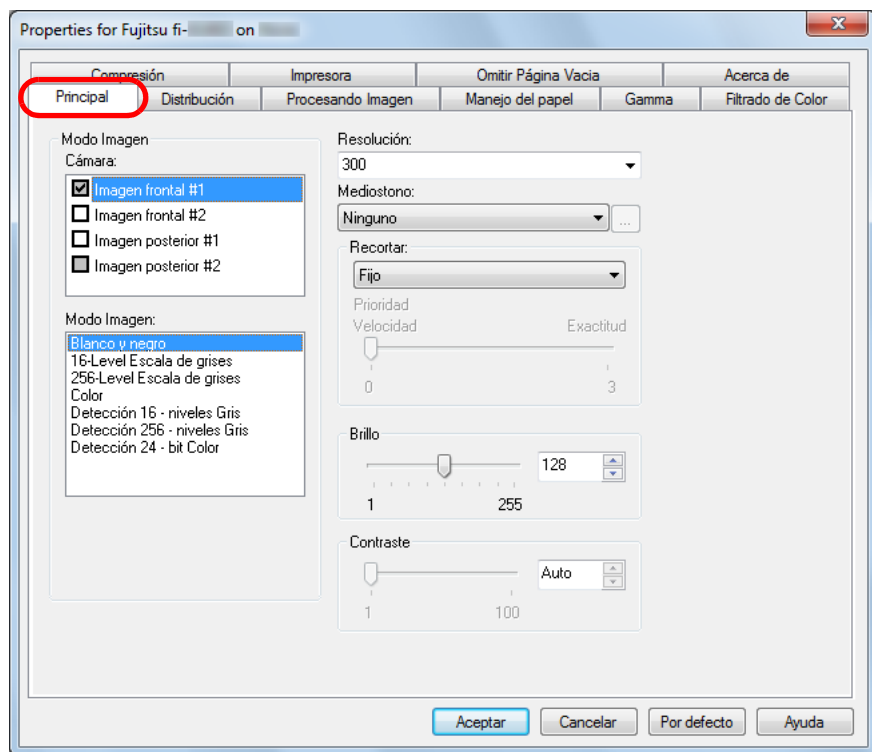 Properties for Fujitsu fi- on
Compresión Impresora Omitir Página Vacia Acerca de
Principal Distribución Procesando Imagen Manejo del papel Gamma Filtrado de Color
Modo Imagen
Cámara:
Imagen frontal #1
Imagen frontal #2
Imagen posterior #1
Imagen posterior #2
Modo Imagen:
Blanco y negro
16-Level Escala de grises
256-Level Escala de grises
Color
Detección 16 - niveles Gris
Detección 256 - niveles Gris
Detección 24 - bit Color
Resolución:
300
Mediostono:
Ninguno ...
Recortar:
Fijo
Prioridad
Velocidad Exactitud
0 3
Brillo
128
1 255
Contraste
Auto
1 100
Aceptar Cancelar Por defecto Ayuda